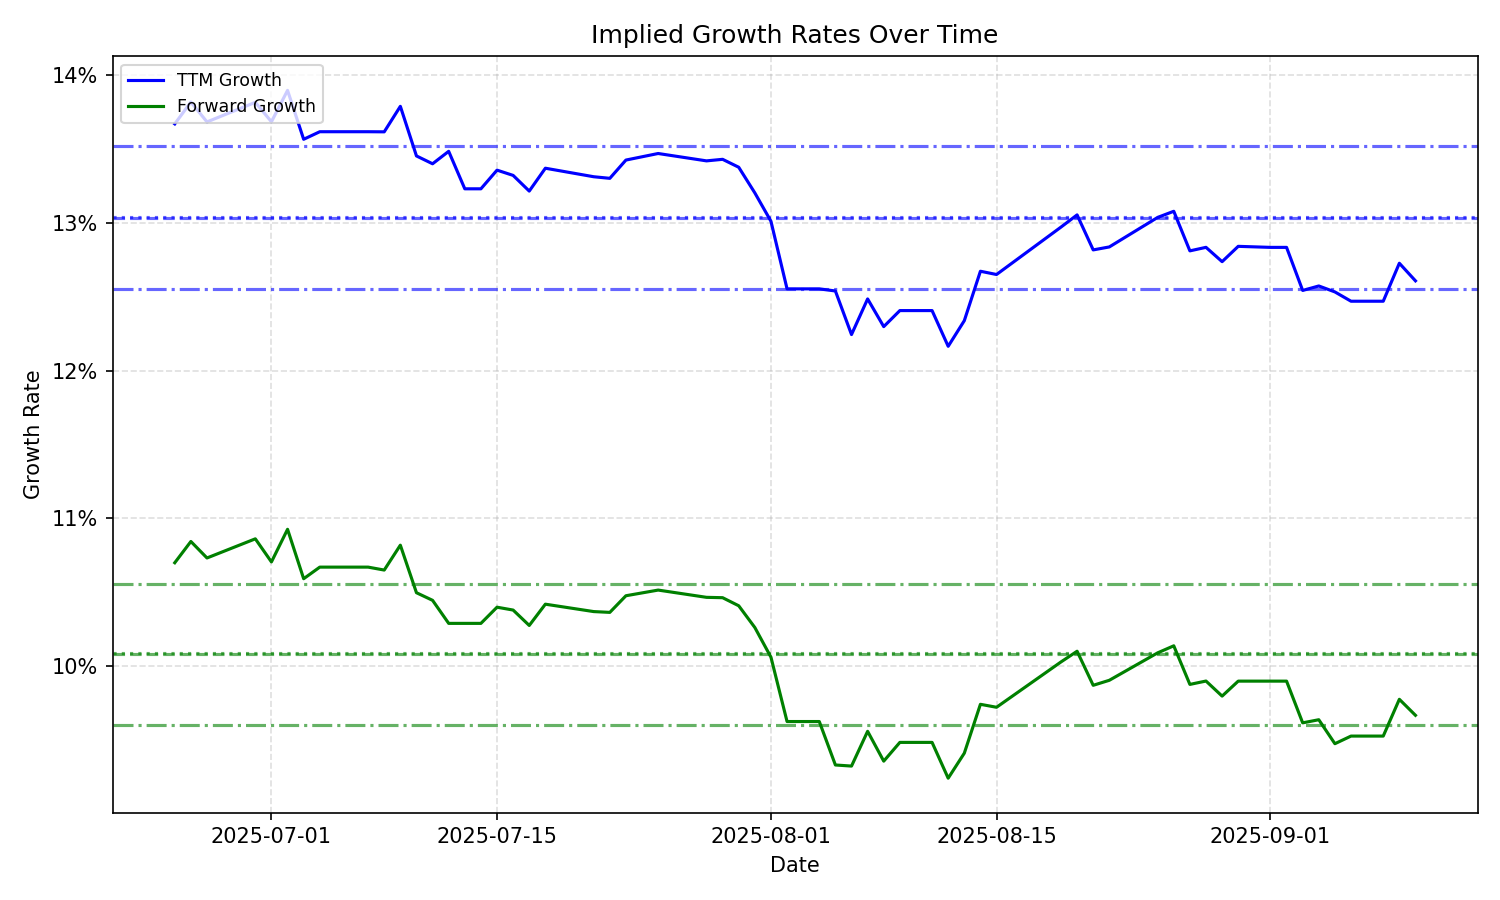 Implied Growth Rates Over Time
TTM Growth
Forward Growth
14%
13%
12%
11%
10%
Growth Rate
2025-07-01
2025-07-15
2025-08-01
2025-08-15
2025-09-01
Date